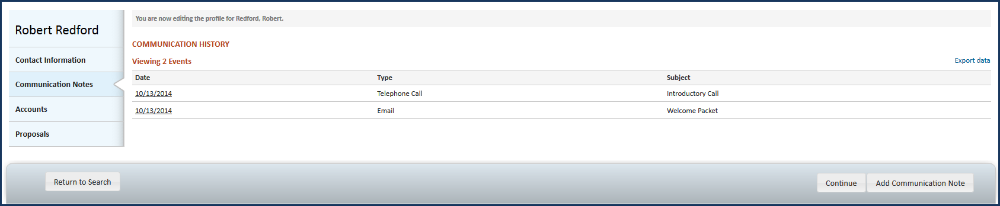 Robert Redford
Contact Information
Communication Notes
Accounts
Proposals
You are now editing the profile for Redford, Robert.
COMMUNICATION HISTORY
Viewing 2 Events
Export data
Date Type Subject
10/13/2014 Telephone Call Introductory Call
10/13/2014 Email Welcome Packet
Return to Search
Continue
Add Communication Note